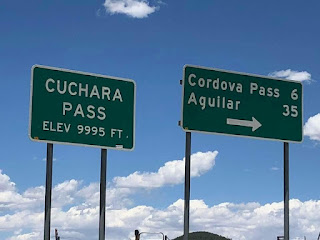 CUCHARA
PASS
ELEV 9995 FT
Cordova Pass 6
Aguilar 35